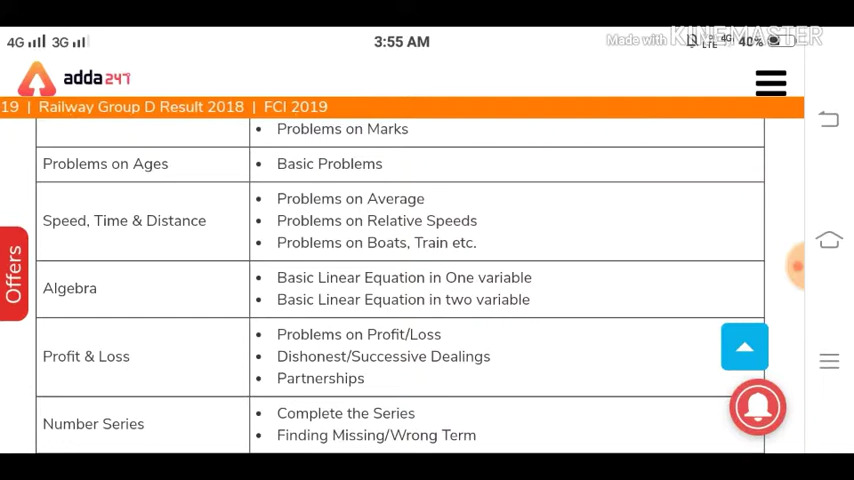 4G 3G 3:55 AM Made with KINEMASTER 4G LTE 40%
adda247
19 | Railway Group D Result 2018 | FCI 2019
• Problems on Marks
Problems on Ages • Basic Problems
• Problems on Average
Speed, Time & Distance • Problems on Relative Speeds
• Problems on Boats, Train etc.
Offers
• Basic Linear Equation in One variable
Algebra
• Basic Linear Equation in two variable
• Problems on Profit/Loss
Profit & Loss • Dishonest/Successive Dealings
• Partnerships
• Complete the Series
Number Series
• Finding Missing/Wrong Term